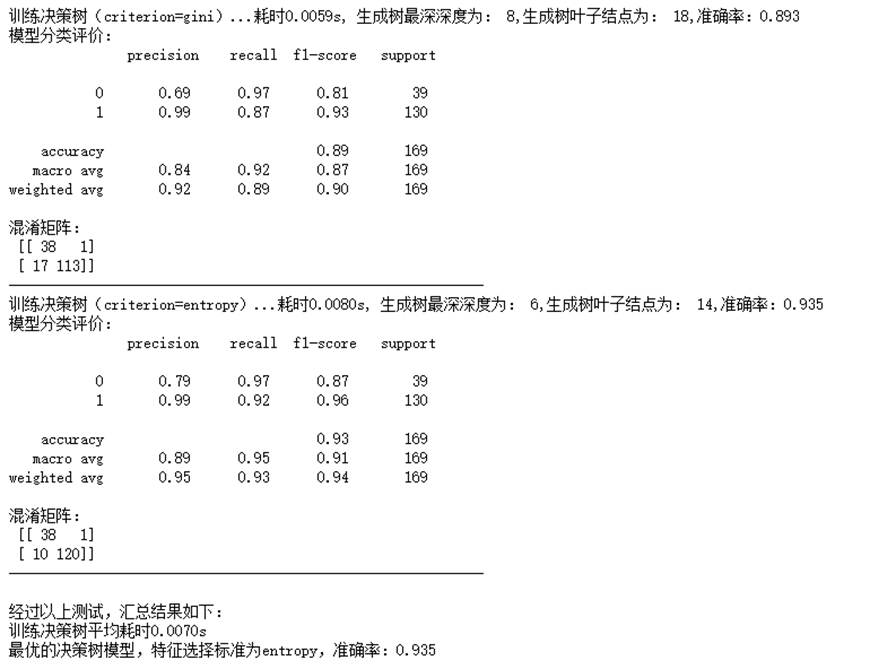 训练决策树（criterion=gini）...耗时0.0059s, 生成树最深深度为： 8,生成树叶子结点为： 18,准确率：0.893
模型分类评价：
precision recall f1-score support
0 0.69 0.97 0.81 39
1 0.99 0.87 0.93 130
accuracy 0.89 169
macro avg 0.84 0.92 0.87 169
weighted avg 0.92 0.89 0.90 169
混淆矩阵：
[[ 38 1]
[ 17 113]]
训练决策树（criterion=entropy）...耗时0.0080s, 生成树最深深度为： 6,生成树叶子结点为： 14,准确率：0.935
模型分类评价：
precision recall f1-score support
0 0.79 0.97 0.87 39
1 0.99 0.92 0.96 130
accuracy 0.93 169
macro avg 0.89 0.95 0.91 169
weighted avg 0.95 0.93 0.94 169
混淆矩阵：
[[ 38 1]
[ 10 120]]
经过以上测试，汇总结果如下：
训练决策树平均耗时0.0070s
最优的决策树模型，特征选择标准为entropy，准确率：0.935